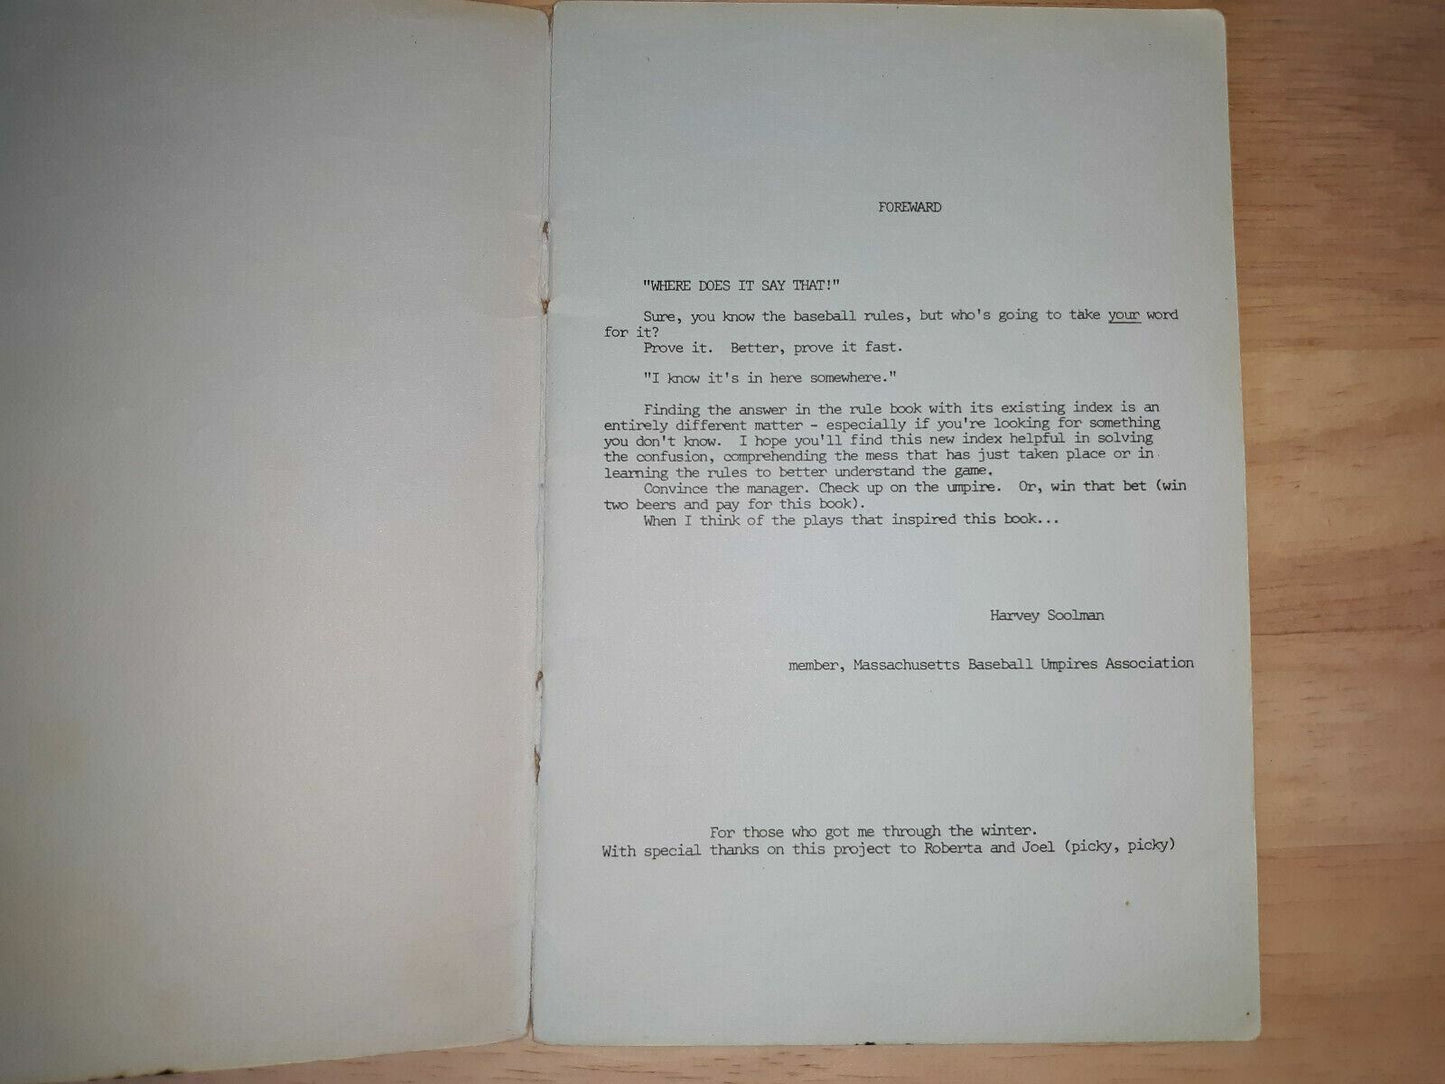 FOREWARD
"WHERE DOES IT SAY THAT!"
Sure, you know the baseball rules, but who's going to take your word
for it?
Prove it. Better, prove it fast.
"I know it's in here somewhere."
Finding the answer in the rule book with its existing index is an
entirely different matter - especially if you're looking for something
you don't know. I hope you'll find this new index helpful in solving
the confusion, comprehending the mess that has just taken place or in
learning the rules to better understand the game.
Convince the manager. Check up on the umpire. Or, win that bet (win
two beers and pay for this book).
When I think of the plays that inspired this book...
Harvey Soolman
member, Massachusetts Baseball Umpires Association
For those who got me through the winter.
With special thanks on this project to Roberta and Joel (picky, picky)